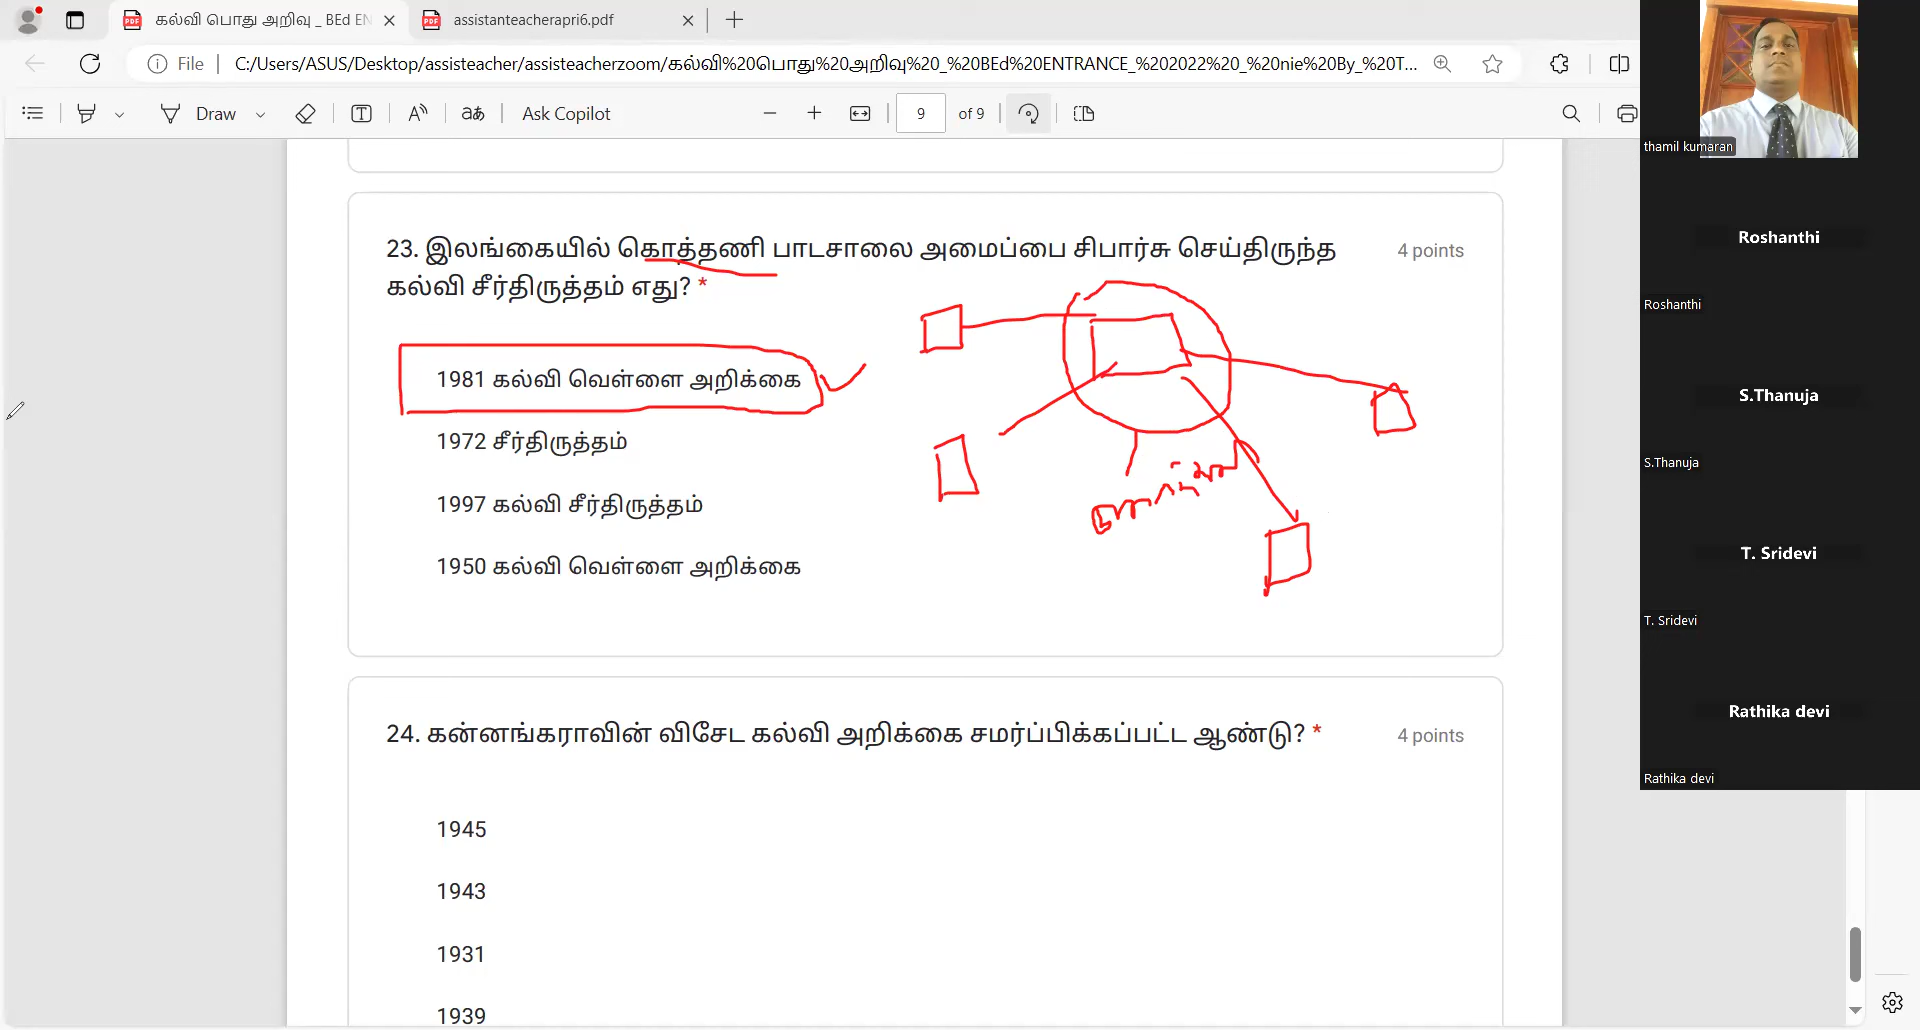 கல்வி பொது அறிவு _ BEd EN
assistanteacherapri6.pdf
File
C:/Users/ASUS/Desktop/assisteacher/assisteacherzoom/கல்வி%20பொது%20அறிவு%20_%20BEd%20ENTRANCE_%202022%20_%20nie%20By_%20T...
Draw
Ask Copilot
9 of 9
23. இலங்கையில் கொத்தணி பாடசாலை அமைப்பை சிபார்சு செய்திருந்த
கல்வி சீர்திருத்தம் எது? *
4 points
1981 கல்வி வெள்ளை அறிக்கை
1972 சீர்திருத்தம்
1997 கல்வி சீர்திருத்தம்
1950 கல்வி வெள்ளை அறிக்கை
24. கன்னங்கராவின் விசேட கல்வி அறிக்கை சமர்ப்பிக்கப்பட்ட ஆண்டு? *
4 points
1945
1943
1931
1939
thamil kumaran
Roshanthi
Roshanthi
S.Thanuja
S.Thanuja
T. Sridevi
T. Sridevi
Rathika devi
Rathika devi